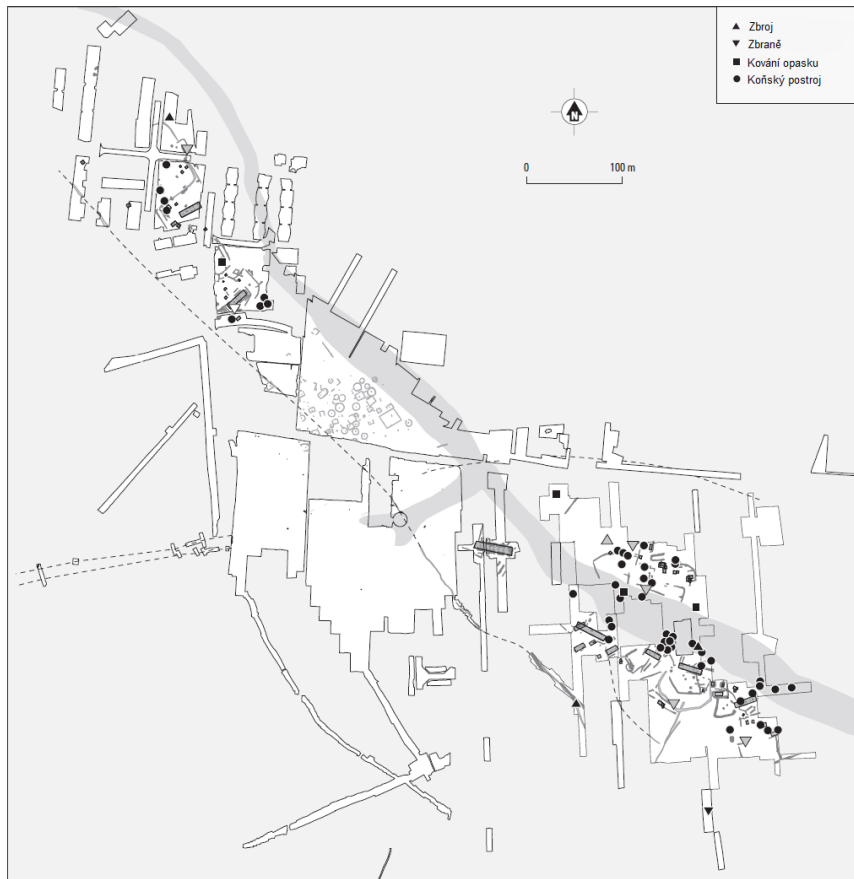 Zbroj
Zbraně
Kování opasku
Koňský postroj
N
0 100 m